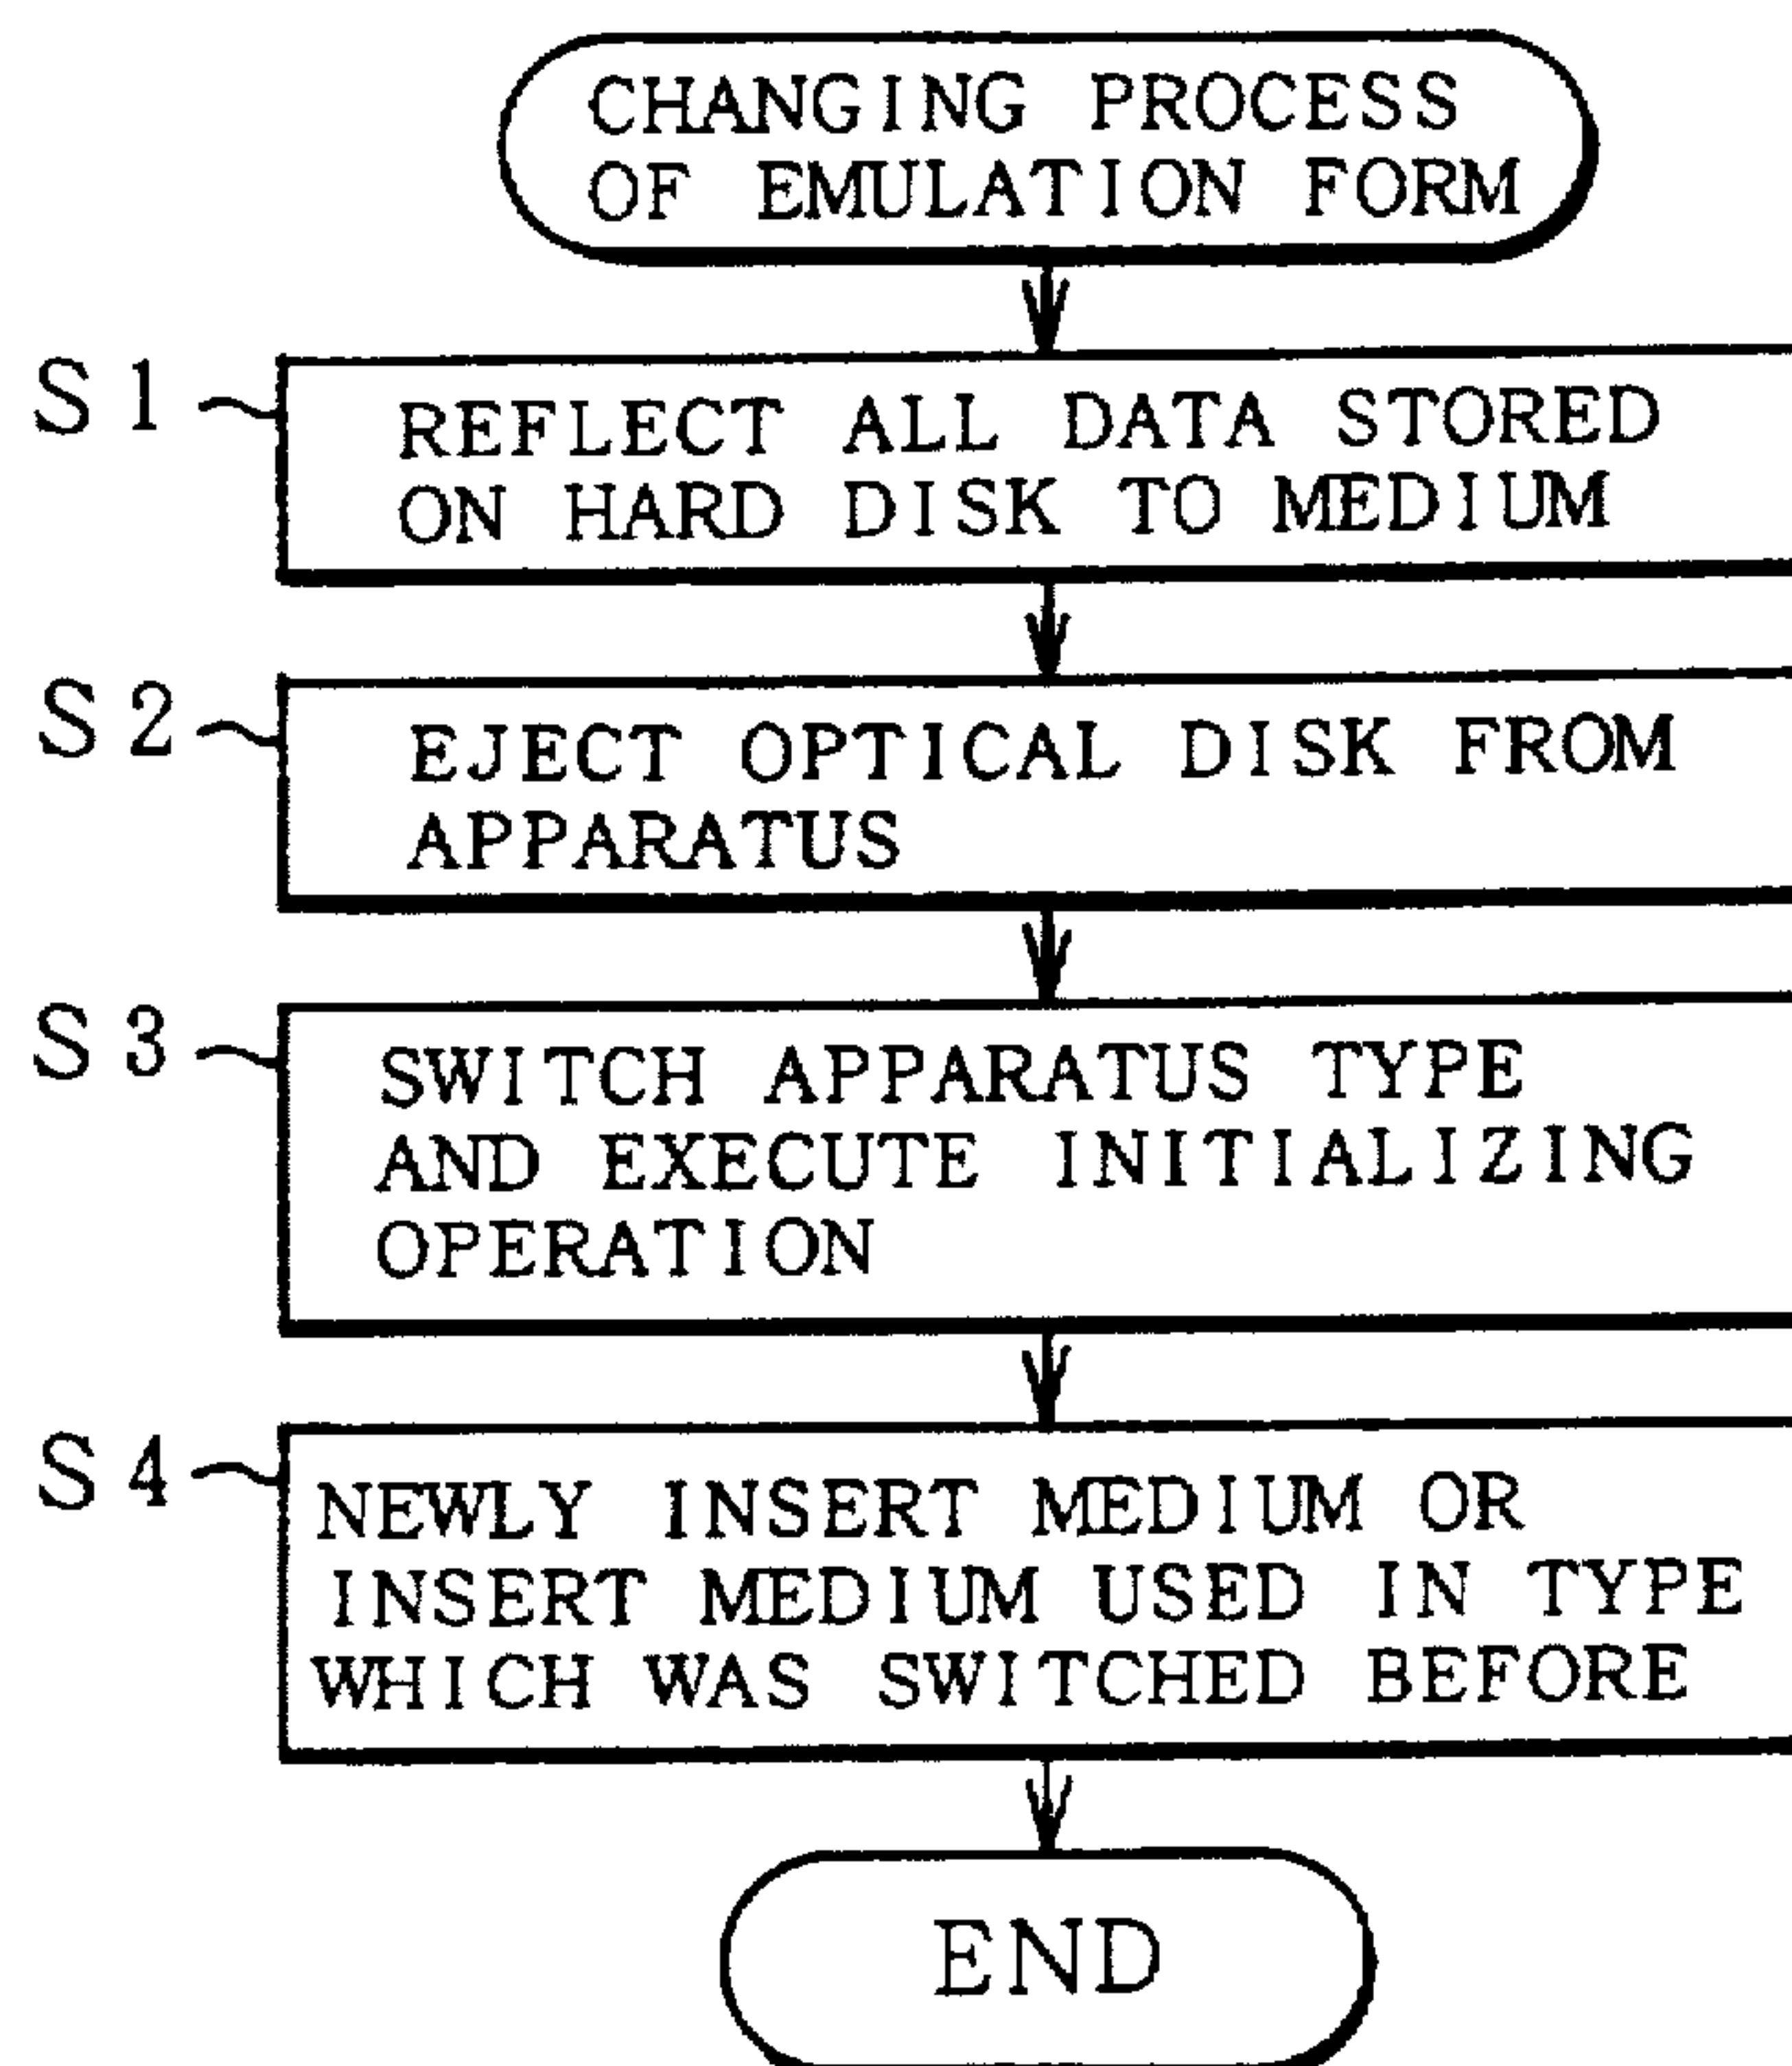 CHANGING PROCESS
OF EMULATION FORM
S1
REFLECT ALL DATA STORED
ON HARD DISK TO MEDIUM
S2
EJECT OPTICAL DISK FROM
APPARATUS
S3
SWITCH APPARATUS TYPE
AND EXECUTE INITIALIZING
OPERATION
S4
NEWLY INSERT MEDIUM OR
INSERT MEDIUM USED IN TYPE
WHICH WAS SWITCHED BEFORE
END